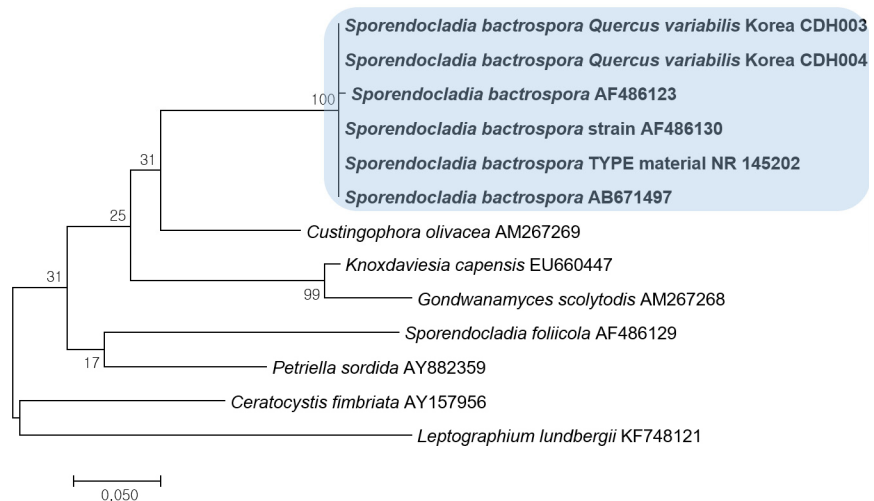 Sporendocladia bactrospora Quercus variabilis Korea CDH003
Sporendocladia bactrospora Quercus variabilis Korea CDH004
100
Sporendocladia bactrospora AF486123
Sporendocladia bactrospora strain AF486130
31
Sporendocladia bactrospora TYPE material NR 145202
Sporendocladia bactrospora AB671497
25
Custingophora olivacea AM267269
Knoxdaviesia capensis EU660447
31
99
Gondwanamyces scolytodis AM267268
Sporendocladia foliicola AF486129
17
Petriella sordida AY882359
Ceratocystis fimbriata AY157956
Leptographium lundbergii KF748121
0.050